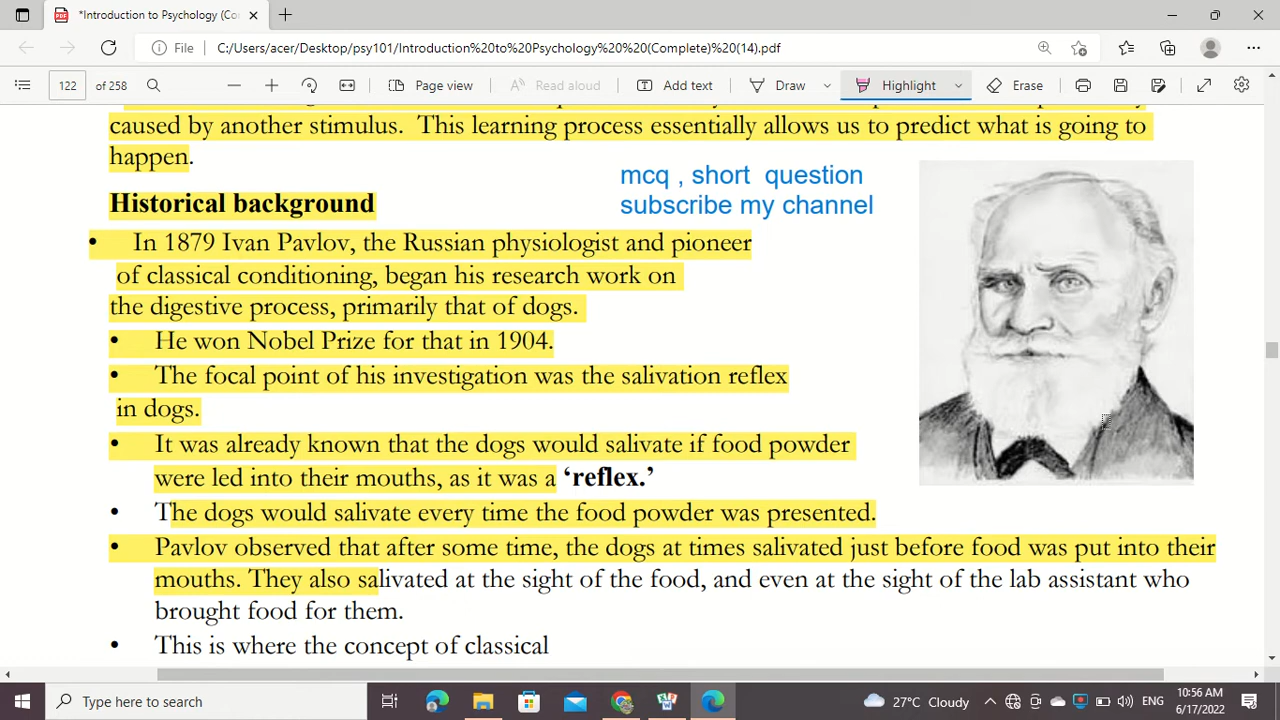 *Introduction to Psychology (Co
File
C:/Users/acer/Desktop/psy101/Introduction%20to%20Psychology%20%20(Complete)%20(14).pdf
122 of 258
Page view
Read aloud
Add text
Draw
Highlight
Erase
caused by another stimulus. This learning process essentially allows us to predict what is going to
happen.
mcq , short question
subscribe my channel
Historical background
• In 1879 Ivan Pavlov, the Russian physiologist and pioneer
of classical conditioning, began his research work on
the digestive process, primarily that of dogs.
• He won Nobel Prize for that in 1904.
• The focal point of his investigation was the salivation reflex
in dogs.
• It was already known that the dogs would salivate if food powder
were led into their mouths, as it was a ‘reflex.’
• The dogs would salivate every time the food powder was presented.
• Pavlov observed that after some time, the dogs at times salivated just before food was put into their
mouths. They also salivated at the sight of the food, and even at the sight of the lab assistant who
brought food for them.
• This is where the concept of classical
Type here to search
27°C Cloudy
ENG
10:56 AM
6/17/2022